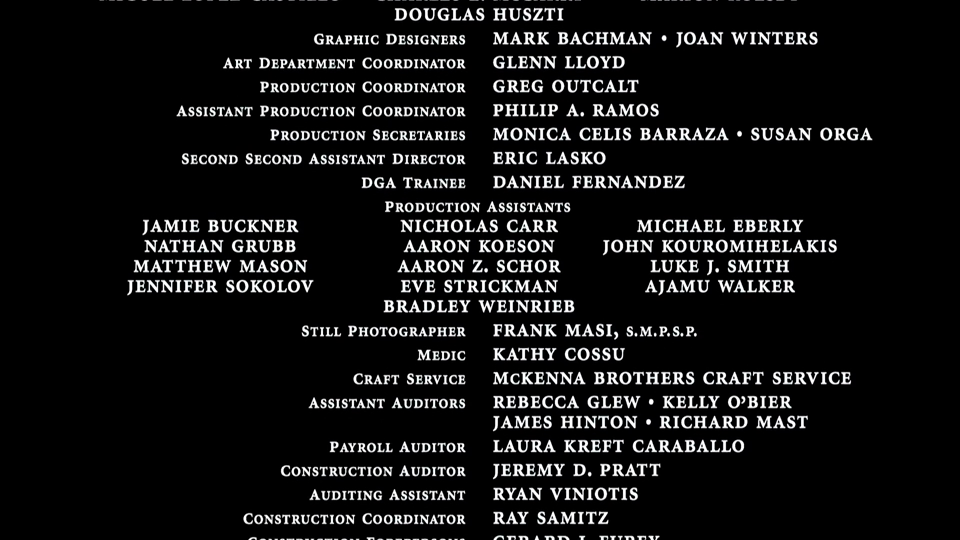 DOUGLAS HUSZTI
GRAPHIC DESIGNERS MARK BACHMAN • JOAN WINTERS
ART DEPARTMENT COORDINATOR GLENN LLOYD
PRODUCTION COORDINATOR GREG OUTCALT
ASSISTANT PRODUCTION COORDINATOR PHILIP A. RAMOS
PRODUCTION SECRETARIES MONICA CELIS BARRAZA • SUSAN ORGA
SECOND SECOND ASSISTANT DIRECTOR ERIC LASKO
DGA TRAINEE DANIEL FERNANDEZ
PRODUCTION ASSISTANTS
JAMIE BUCKNER NICHOLAS CARR MICHAEL EBERLY
NATHAN GRUBB AARON KOESON JOHN KOUROMIHELAKIS
MATTHEW MASON AARON Z. SCHOR LUKE J. SMITH
JENNIFER SOKOLOV EVE STRICKMAN AJAMU WALKER
BRADLEY WEINRIEB
STILL PHOTOGRAPHER FRANK MASI, S.M.P.S.P.
MEDIC KATHY COSSU
CRAFT SERVICE McKENNA BROTHERS CRAFT SERVICE
ASSISTANT AUDITORS REBECCA GLEW • KELLY O'BIER
JAMES HINTON • RICHARD MAST
PAYROLL AUDITOR LAURA KREFT CARABALLO
CONSTRUCTION AUDITOR JEREMY D. PRATT
AUDITING ASSISTANT RYAN VINIOTIS
CONSTRUCTION COORDINATOR RAY SAMITZ